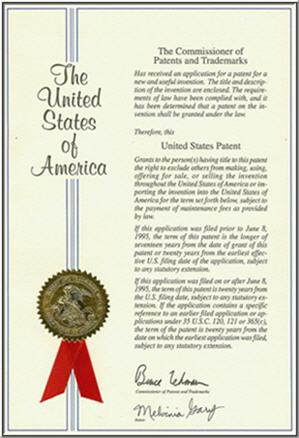 The
United
States
of
America
The Commissioner of
Patents and Trademarks
Has received an application for a patent for a
new and useful invention. The title and description
of the invention are enclosed. The requirements
of law have been complied with, and it
has been determined that a patent on the invention
shall be granted under the law.
Therefore, this
United States Patent
Grants to the person(s) having title to this patent
the right to exclude others from making, using,
offering for sale, or selling the invention
throughout the United States of America or importing
the invention into the United States of
America for the term set forth below, subject
to the payment of maintenance fees as provided
by law.
If this application was filed prior to June 8,
1995, the term of this patent is the longer of
seventeen years from the date of grant of this
patent or twenty years from the earliest effective
U.S. filing date of the application, subject
to any statutory extension.
If this application was filed on or after June 8,
1995, the term of this patent is twenty years from
the U.S. filing date, subject to any statutory extension.
If the application contains a specific
reference to an earlier filed application or applications
under 35 U.S.C. 120, 121 or 365(c),
the term of the patent is twenty years from the
date on which the earliest application was filed,
subject to any statutory extension.
Bruce Lehman
Commissioner of Patents and Trademarks
Melvinia Gary
Attest